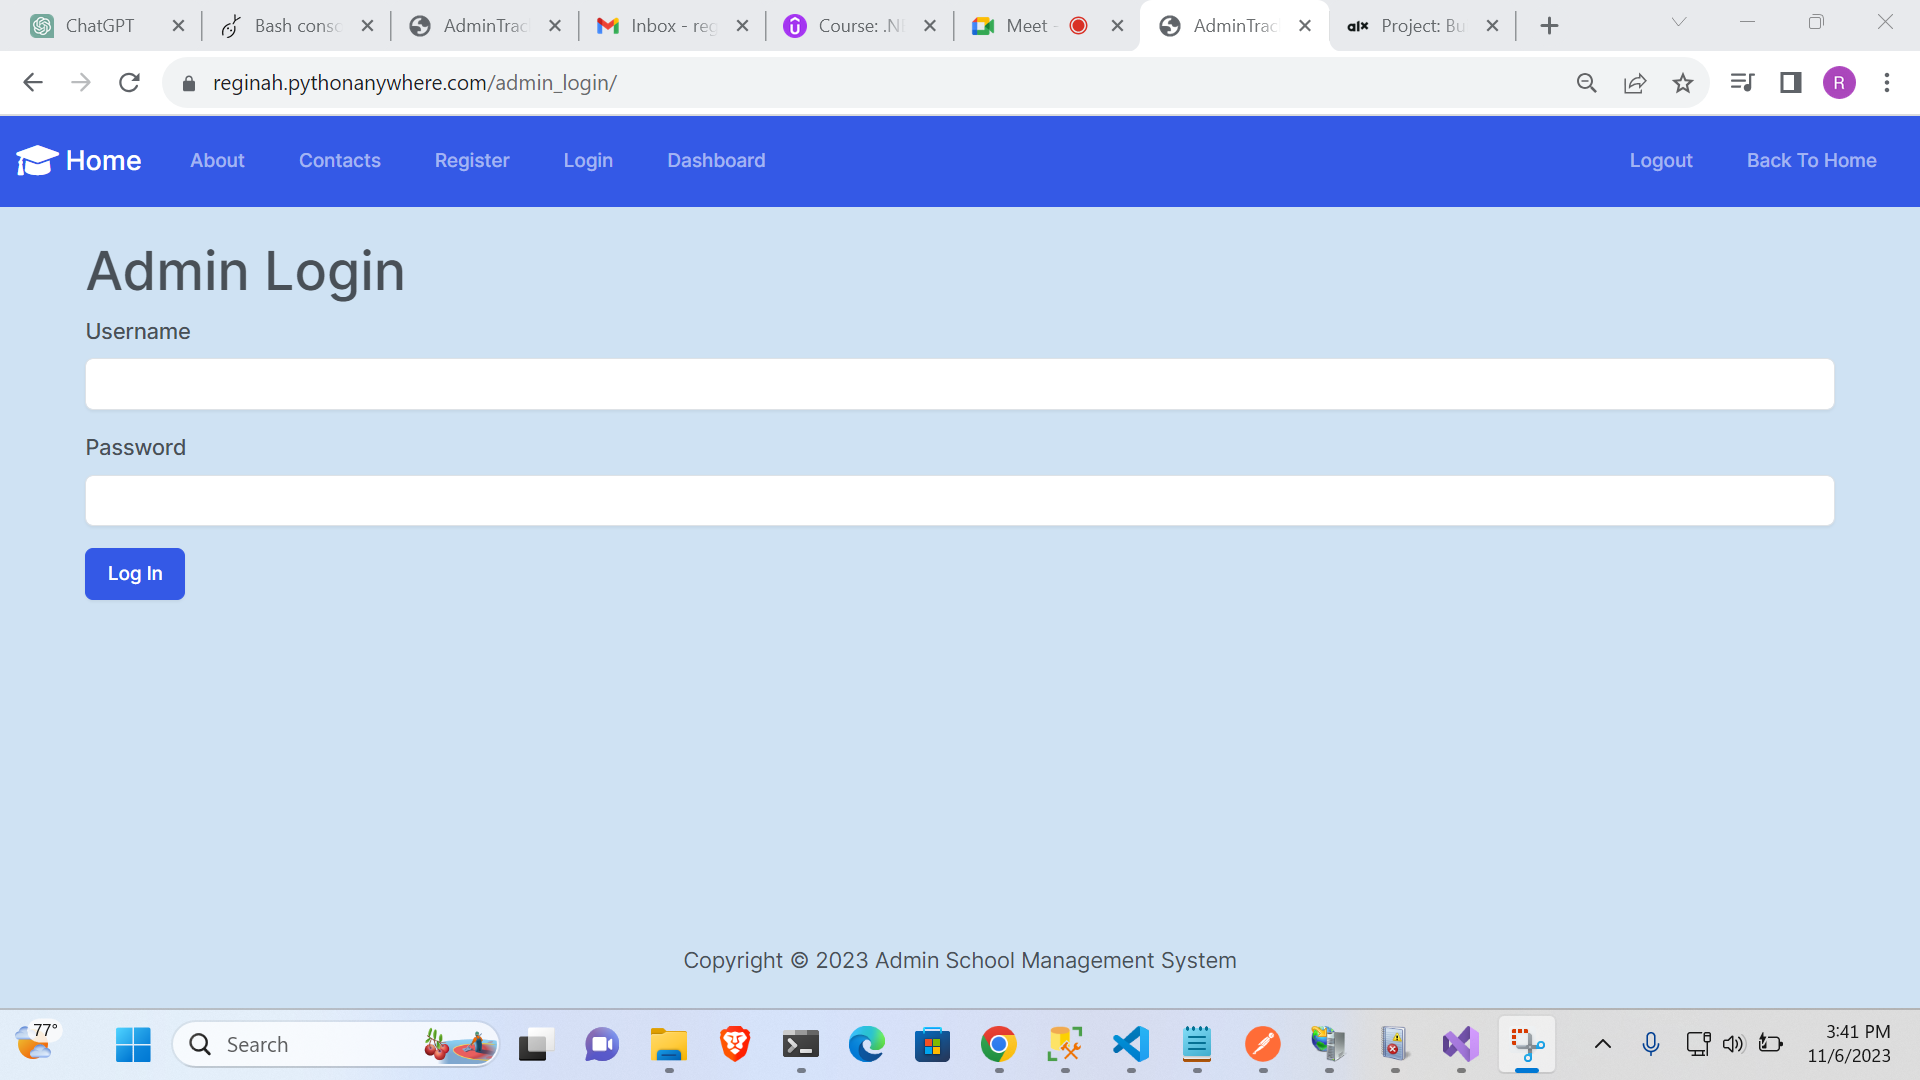 ChatGPT
Bash consc
AdminTrac
Inbox - reg
Course: .NE
Meet -
AdminTrac
alx Project: Bu
reginah.pythonanywhere.com/admin_login/
R
Home About Contacts Register Login Dashboard Logout Back To Home
Admin Login
Username
Password
Log In
Copyright © 2023 Admin School Management System
77°
Search
3:41 PM
11/6/2023